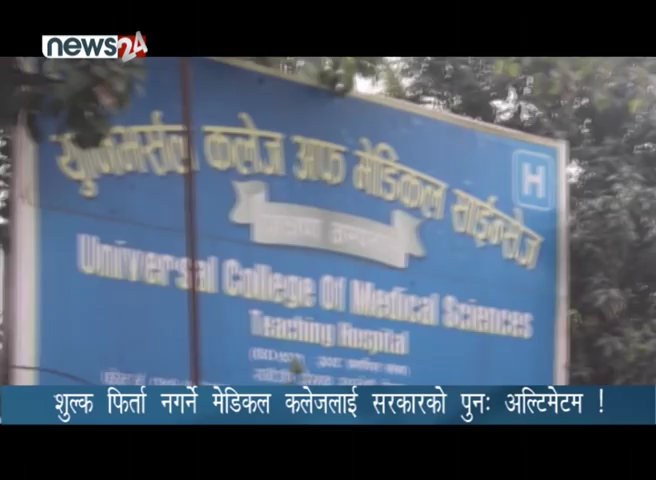 news24
युनिभर्सल कलेज अफ मेडिकल साईन्सेज
H
Universal College Of Medical Sciences
Teaching Hospital
शुल्क फिर्ता नगर्ने मेडिकल कलेजलाई सरकारको पुनः अल्टिमेटम !